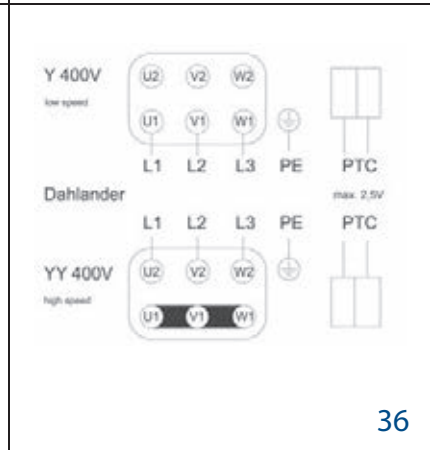 Y 400V
low speed
U2 V2 W2
U1 V1 W1
L1 L2 L3 PE PTC
Dahlander
max. 2,5V
L1 L2 L3 PE PTC
YY 400V
high speed
U2 V2 W2
U1 V1 W1
36